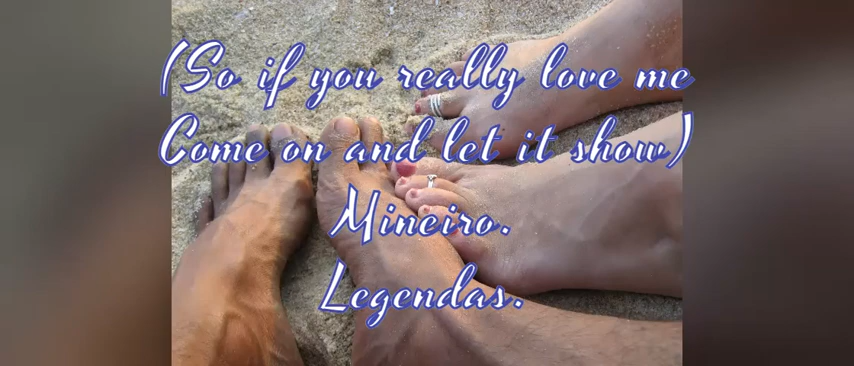 (So if you really love me
Come on and let it show)
Mineiro.
Legendas.